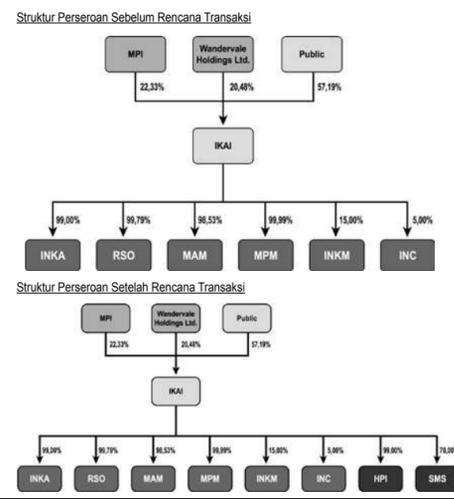 Struktur Perseroan Sebelum Rencana Transaksi
MPI
Wandervale
Holdings Ltd.
Public
22,33%
20,48%
57,19%
IKAI
99,00%
99,79%
98,53%
99,99%
15,00%
5,00%
INKA
RSO
MAM
MPM
INKM
INC
Struktur Perseroan Setelah Rencana Transaksi
MPI
Wandervale
Holdings Ltd.
Public
22,33%
20,48%
57,19%
IKAI
99,00%
99,79%
98,53%
99,99%
15,00%
5,00%
99,00%
INKA
RSO
MAM
MPM
INKM
INC
HPI
SMS